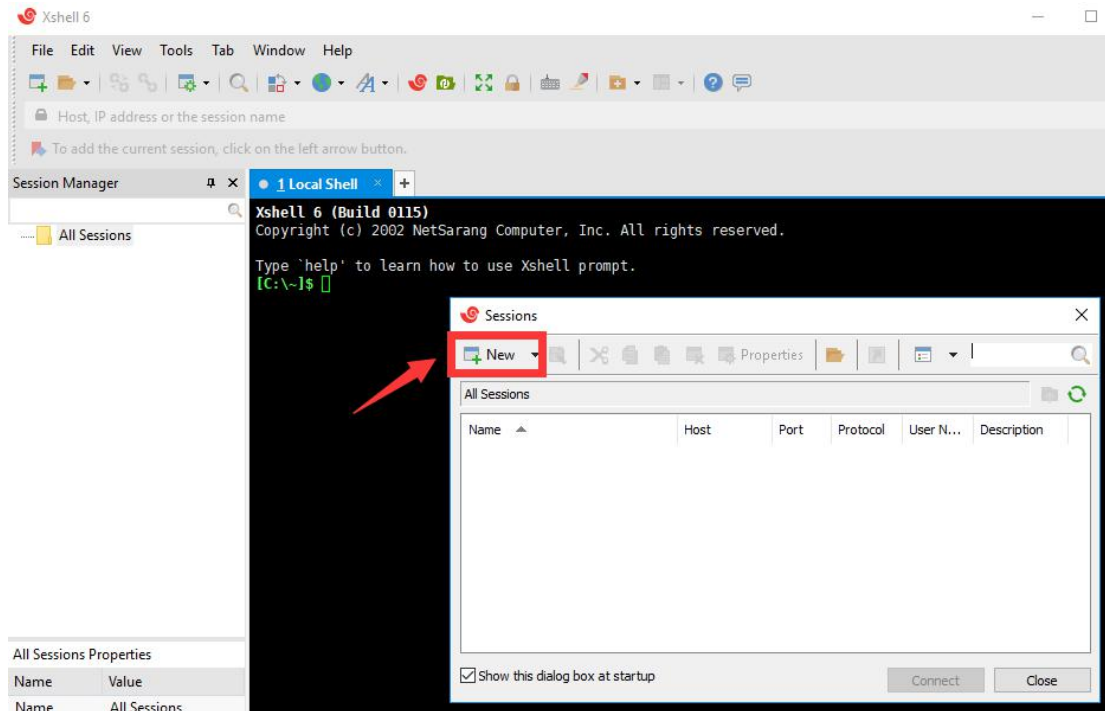 Xshell 6
File Edit View Tools Tab Window Help
Host, IP address or the session name
To add the current session, click on the left arrow button.
Session Manager
1 Local Shell
All Sessions
Xshell 6 (Build 0115)
Copyright (c) 2002 NetSarang Computer, Inc. All rights reserved.
Type `help' to learn how to use Xshell prompt.
[C:\~]$
Sessions
New
Properties
All Sessions
Name Host Port Protocol User N... Description
Show this dialog box at startup
Connect Close
All Sessions Properties
Name Value
Name All Sessions